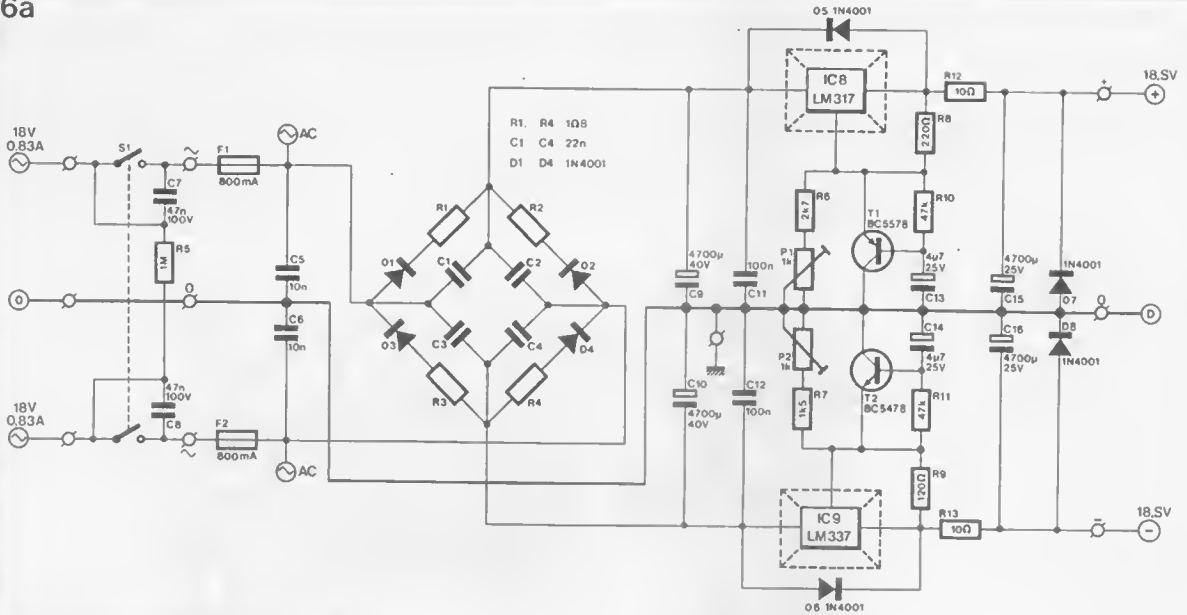 6a
18V
0,83A
S1
C7
47n
100V
R5
1M
F1
800mA
AC
C5
10n
O
O
C6
10n
47n
100V
C8
18V
0,83A
F2
800mA
AC
R1, R4 1Ω8
C1 C4 22n
D1 D4 1N4001
R1
R2
D1
C1
C2
D2
D3
C3
C4
D4
R3
R4
4700µ
40V
C9
100n
C11
C10
4700µ
40V
C12
100n
D5 1N4001
IC8
LM317
R12
10Ω
R8
220Ω
R6
2k7
P1
1k
T1
BC557B
R10
47k
4µ7
25V
C13
4700µ
25V
C15
1N4001
D7
+
18,5V
+
P2
1k
R7
1k5
T2
BC547B
C14
4µ7
25V
R11
47k
C16
4700µ
25V
D8
1N4001
O
D
R9
120Ω
IC9
LM337
R13
10Ω
–
18,5V
–
D6 1N4001